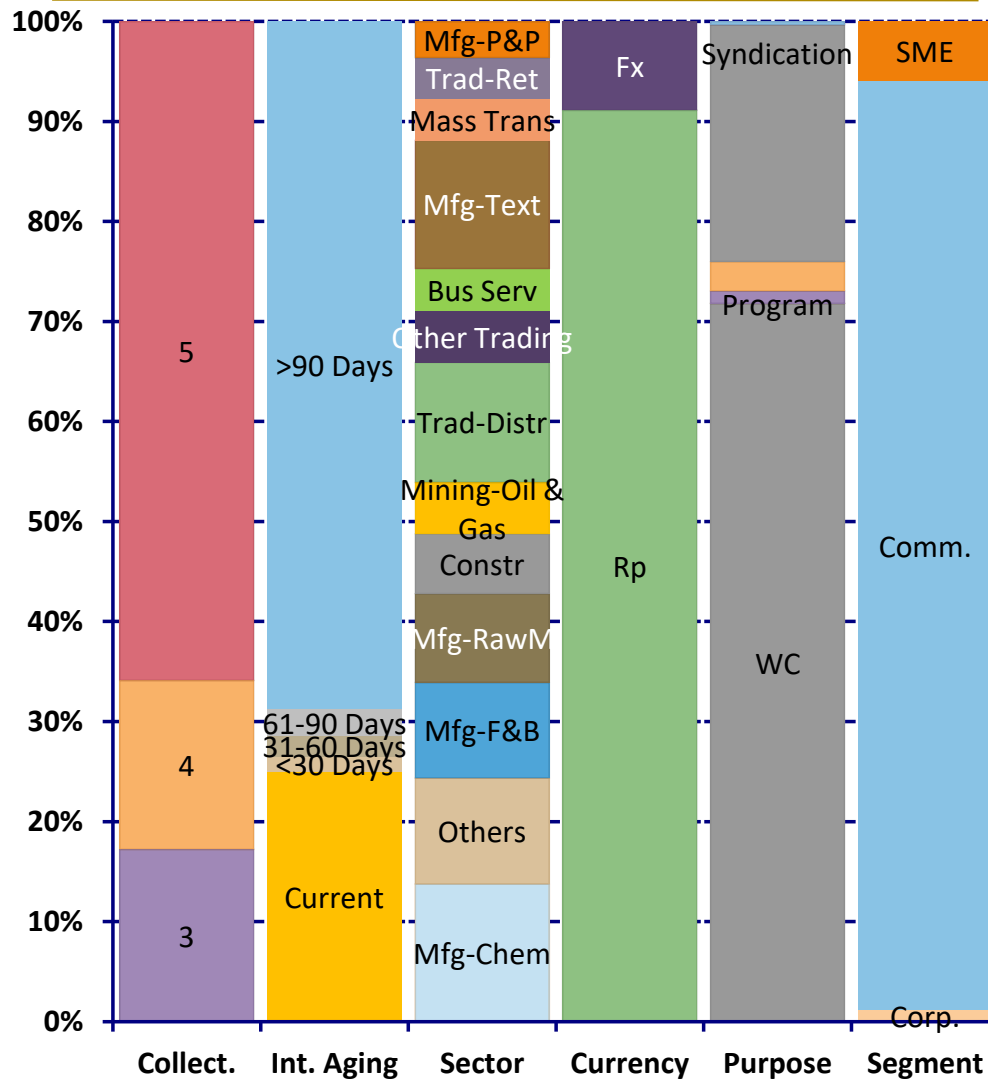 100%
90%
80%
70%
60%
50%
40%
30%
20%
10%
0%
5
4
3
>90 Days
61-90 Days
31-60 Days
<30 Days
Current
Mfg-P&P
Trad-Ret
Mass Trans
Mfg-Text
Bus Serv
Other Trading
Trad-Distr
Mining-Oil &
Gas
Constr
Mfg-RawM
Mfg-F&B
Others
Mfg-Chem
Fx
Rp
Syndication
Program
WC
SME
Comm.
Corp.
Collect. Int. Aging Sector Currency Purpose Segment